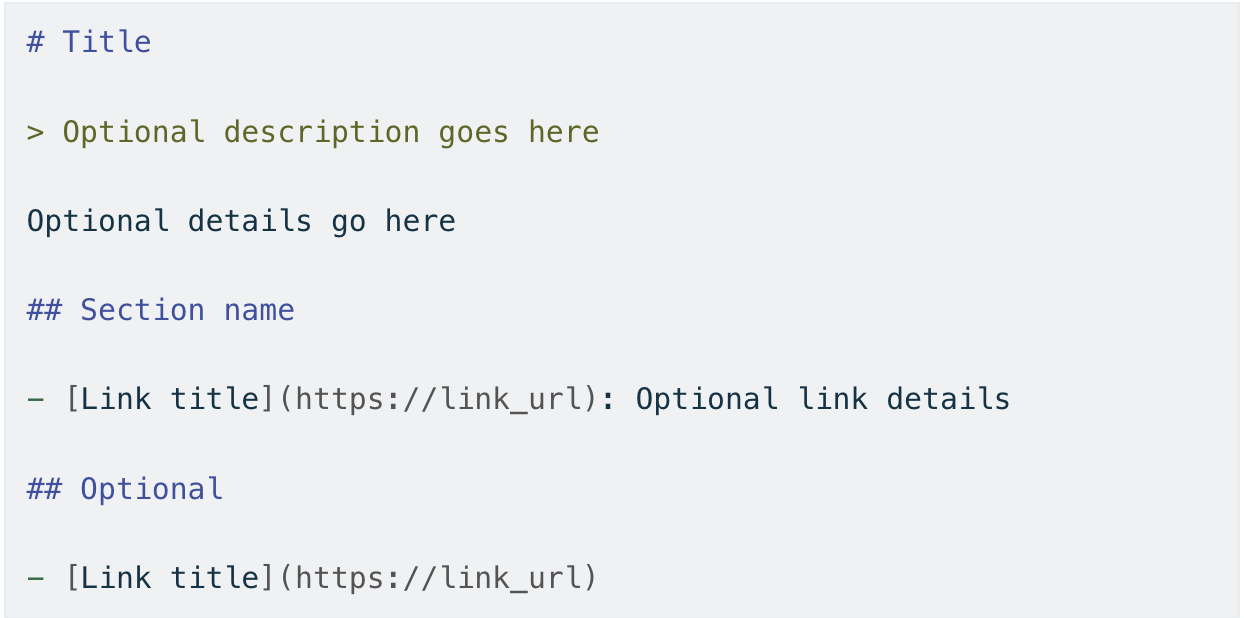 # Title
> Optional description goes here
Optional details go here
## Section name
- [Link title](https://link_url): Optional link details
## Optional
- [Link title](https://link_url)